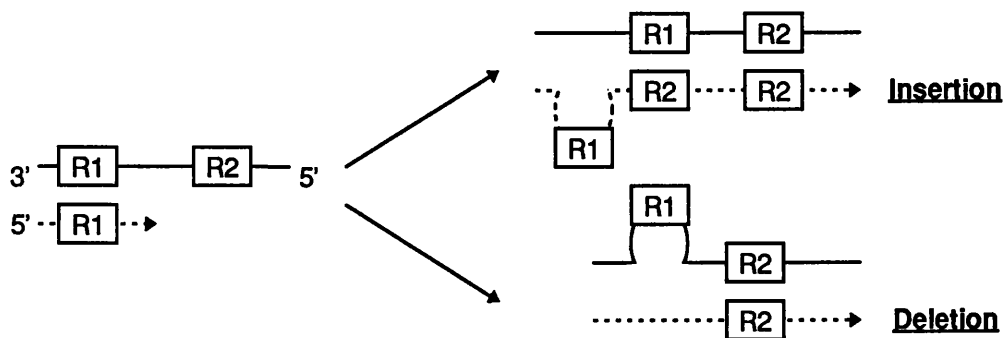 R1 R2
R2 R2 Insertion
R1
3' R1 R2 5'
5' R1
R1
R2
R2 Deletion